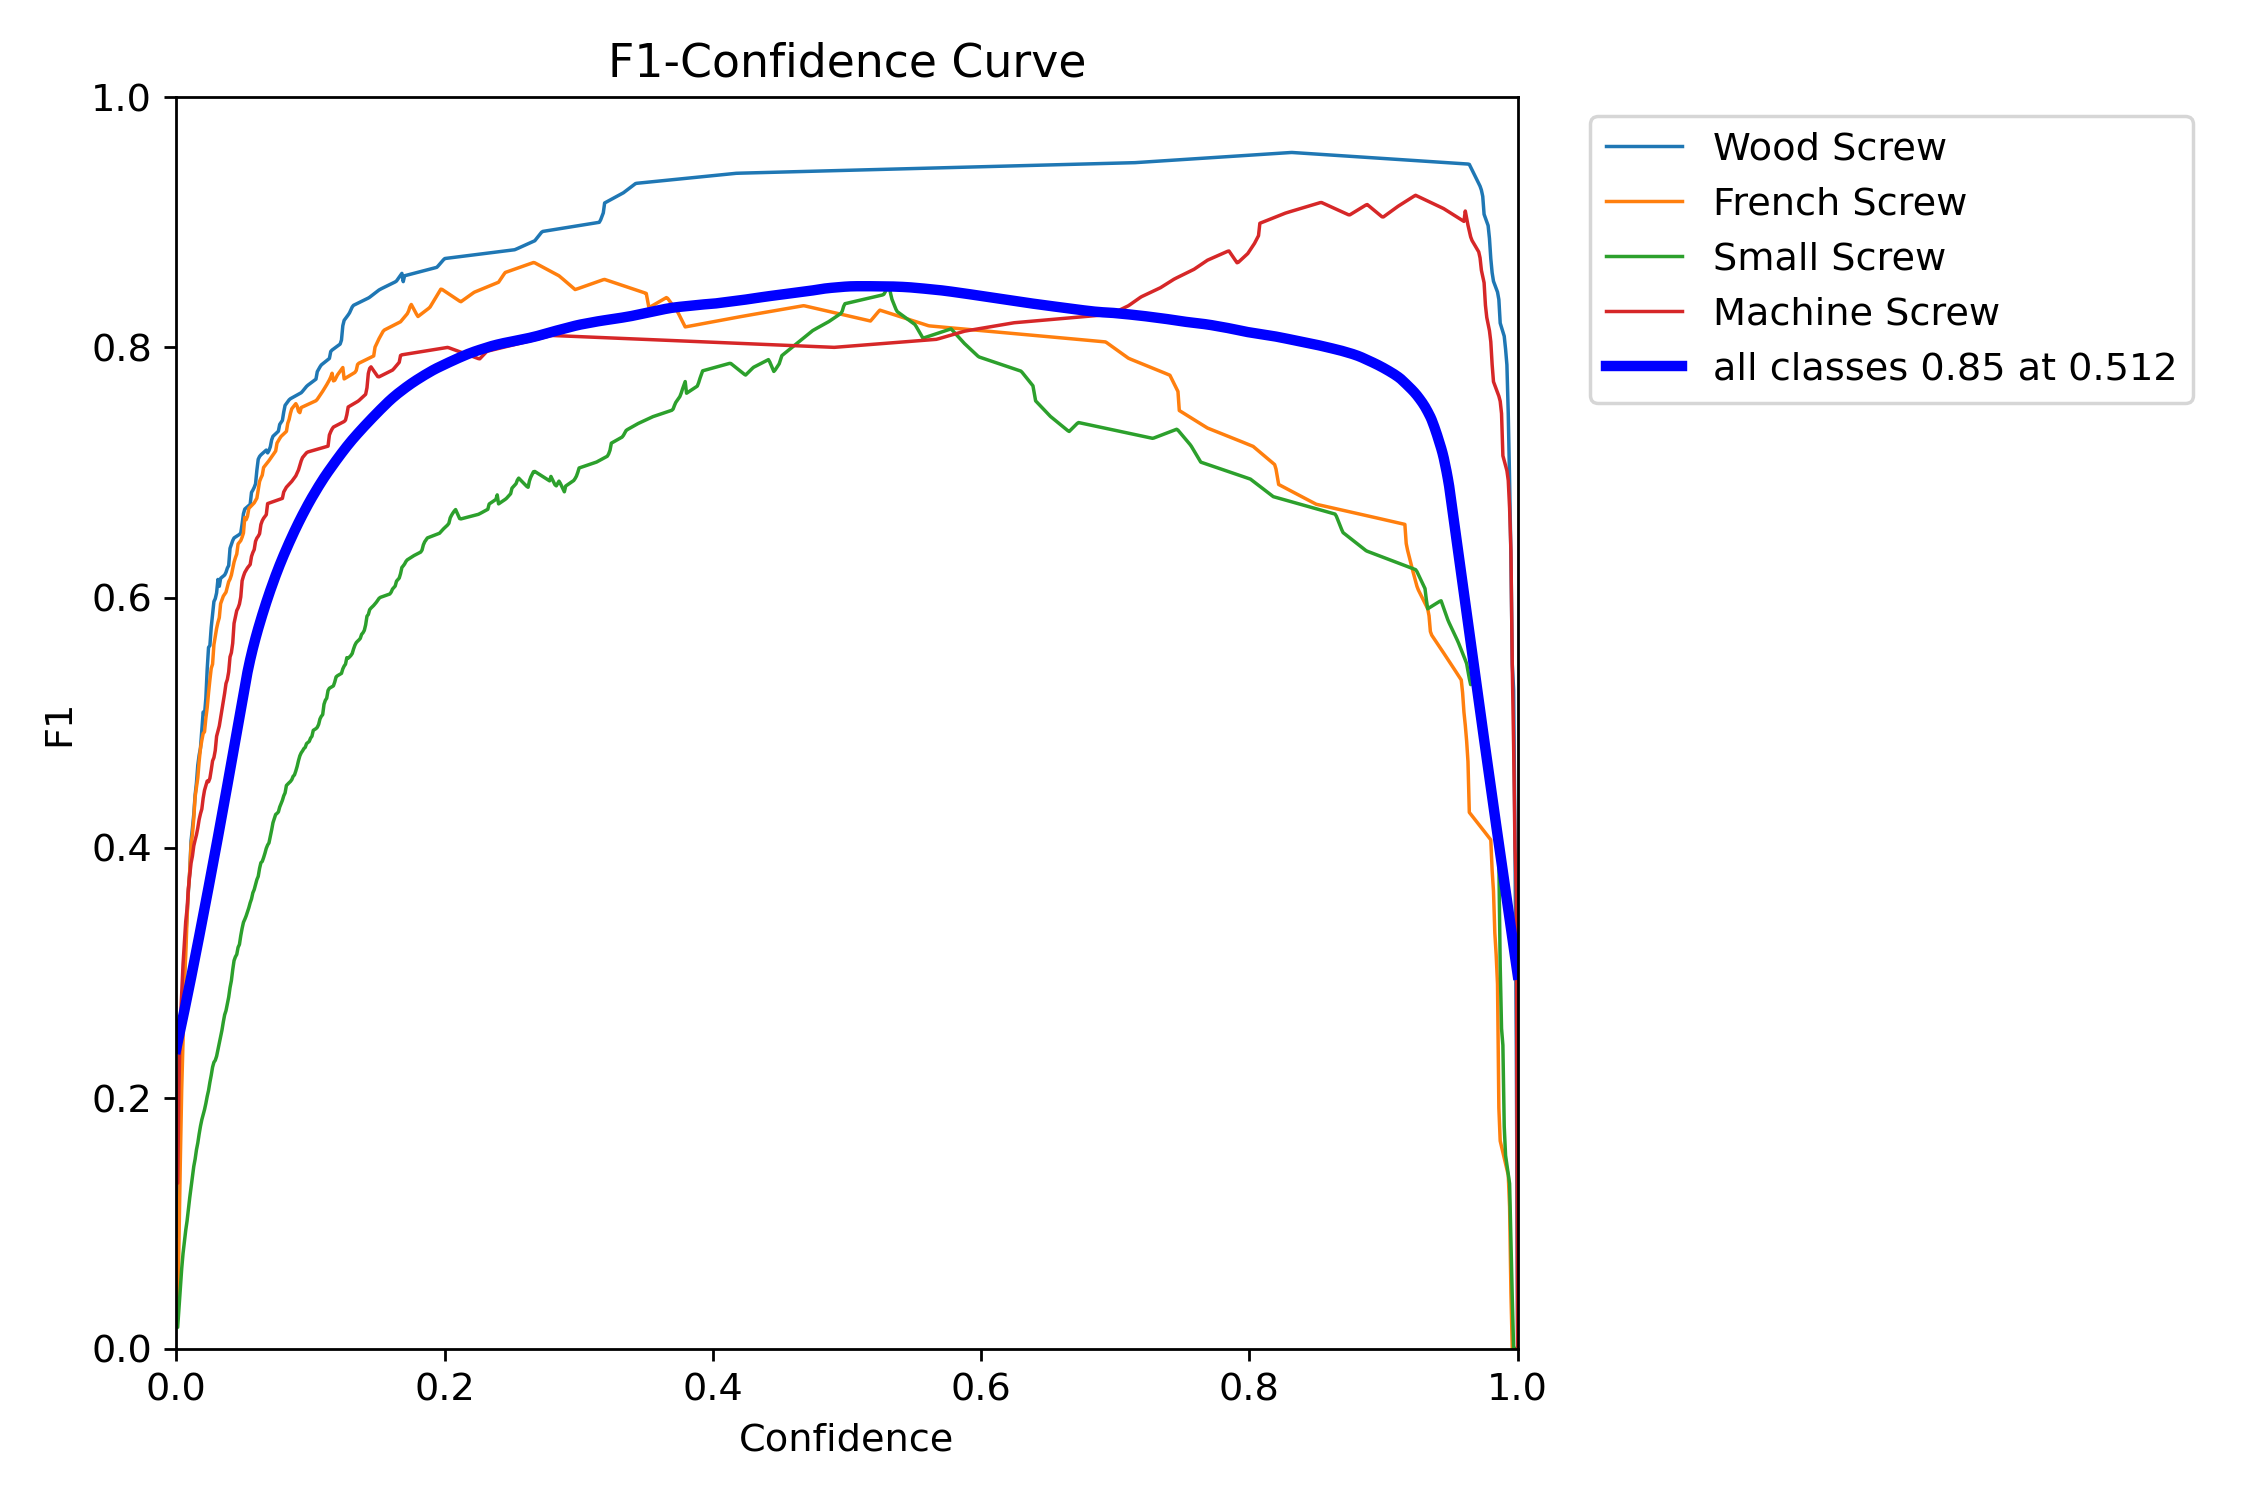 F1-Confidence Curve
1.0
0.8
0.6
0.4
0.2
0.0
F1
0.0 0.2 0.4 0.6 0.8 1.0
Confidence
Wood Screw
French Screw
Small Screw
Machine Screw
all classes 0.85 at 0.512